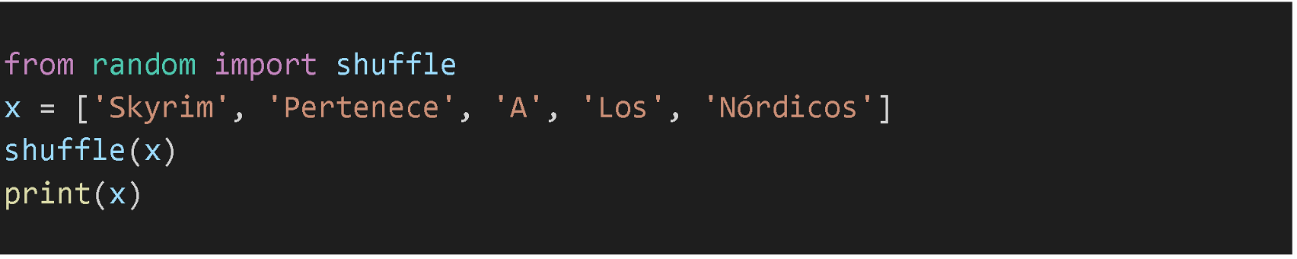 from random import shuffle
x = ['Skyrim', 'Pertenece', 'A', 'Los', 'Nórdicos']
shuffle(x)
print(x)